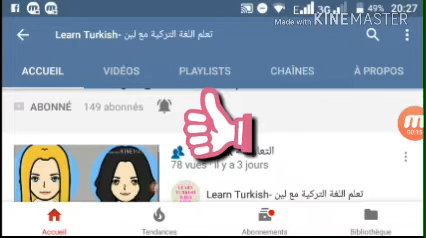 49% 20:27
Made with KINEMASTER
Learn Turkish- تعلم اللغة التركية مع لين
ACCUEIL VIDÉOS PLAYLISTS CHAÎNES À PROPOS
ABONNÉ 149 abonnés
78 vues · il y a 3 jours
Learn Turkish- تعلم اللغة التركية مع لين
Accueil Tendances Abonnements Bibliothèque